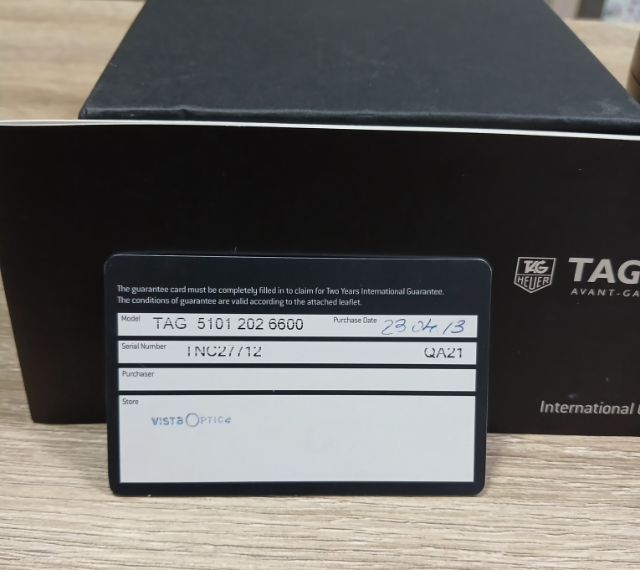 TAG
HEUER
TAG
AVANT-GA
International
The guarantee card must be completely filled in to claim for Two Years International Guarantee.
The conditions of guarantee are valid according to the attached leaflet.
Model TAG 5101 202 6600 Purchase Date 23 04 13
Serial Number TNC27712 QA21
Purchaser
Store
VISTa OPTICa